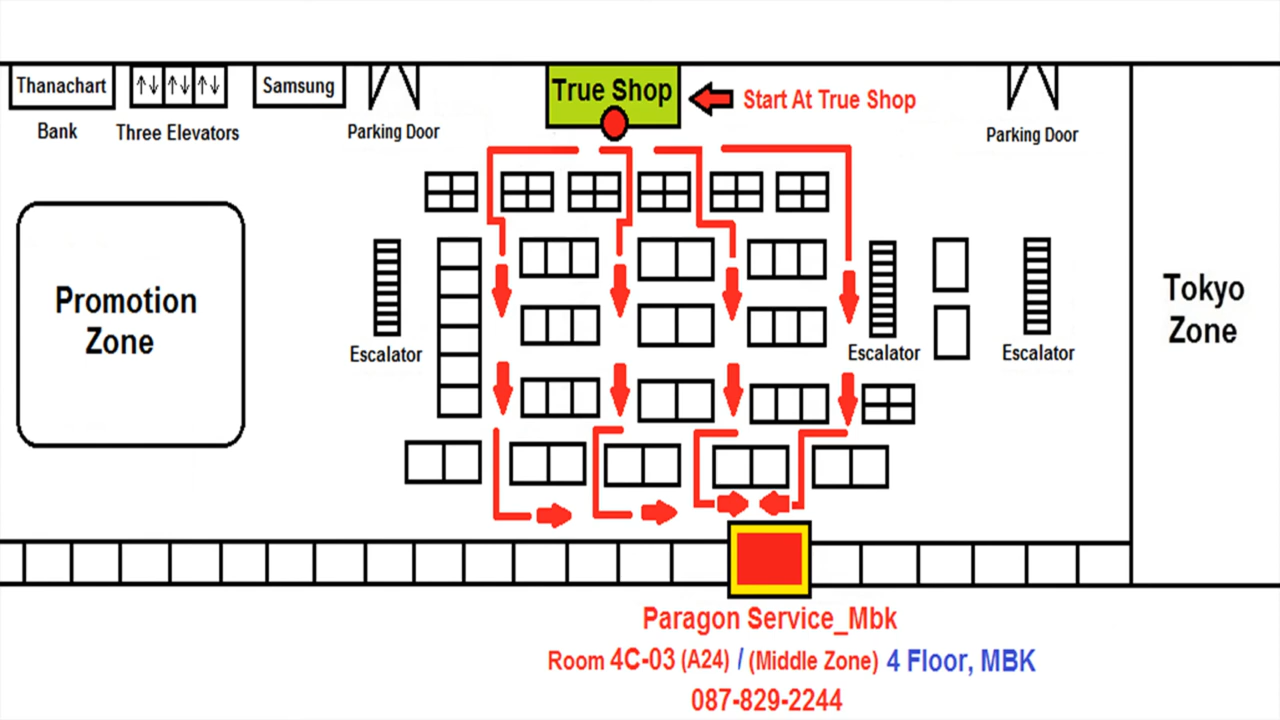 Thanachart
Bank
Three Elevators
Samsung
Parking Door
True Shop
Start At True Shop
Parking Door
Promotion
Zone
Escalator
Escalator
Escalator
Tokyo
Zone
Paragon Service_Mbk
Room 4C-03 (A24) / (Middle Zone) 4 Floor, MBK
087-829-2244